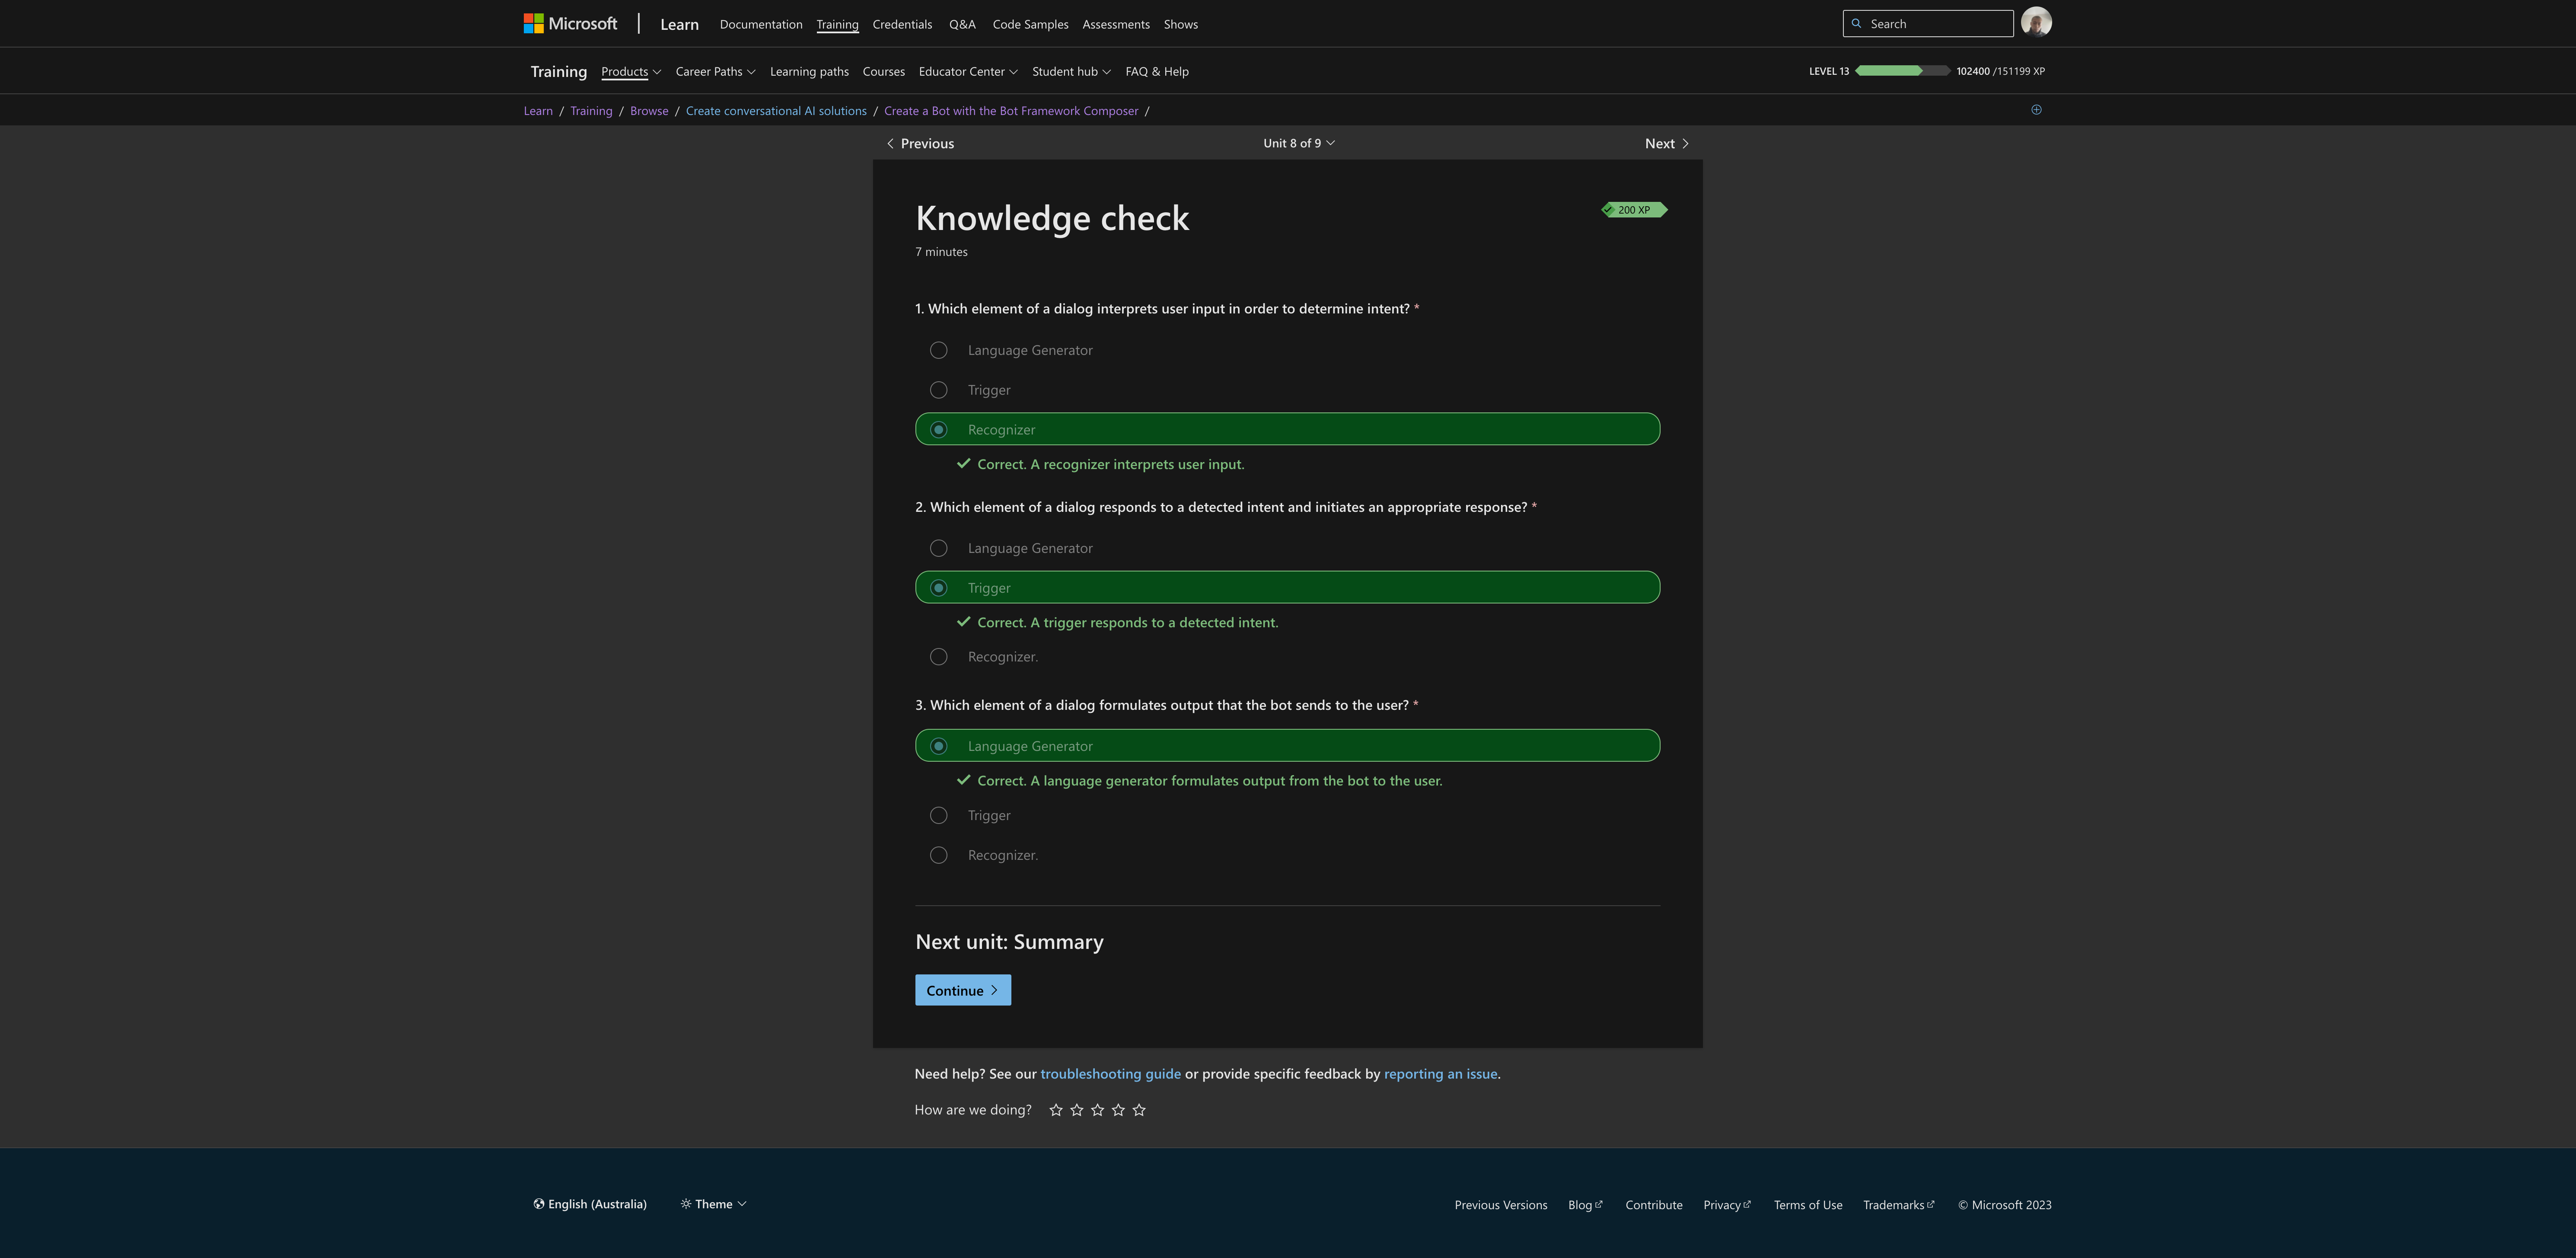 Microsoft Learn Documentation Training Credentials Q&A Code Samples Assessments Shows Search
Training Products Career Paths Learning paths Courses Educator Center Student hub FAQ & Help LEVEL 13 102400 /151199 XP
Learn / Training / Browse / Create conversational AI solutions / Create a Bot with the Bot Framework Composer /
Previous Unit 8 of 9 Next
Knowledge check
200 XP
7 minutes
1. Which element of a dialog interprets user input in order to determine intent? *
Language Generator
Trigger
Recognizer
Correct. A recognizer interprets user input.
2. Which element of a dialog responds to a detected intent and initiates an appropriate response? *
Language Generator
Trigger
Correct. A trigger responds to a detected intent.
Recognizer.
3. Which element of a dialog formulates output that the bot sends to the user? *
Language Generator
Correct. A language generator formulates output from the bot to the user.
Trigger
Recognizer.
Next unit: Summary
Continue
Need help? See our troubleshooting guide or provide specific feedback by reporting an issue.
How are we doing?
English (Australia) Theme Previous Versions Blog Contribute Privacy Terms of Use Trademarks © Microsoft 2023